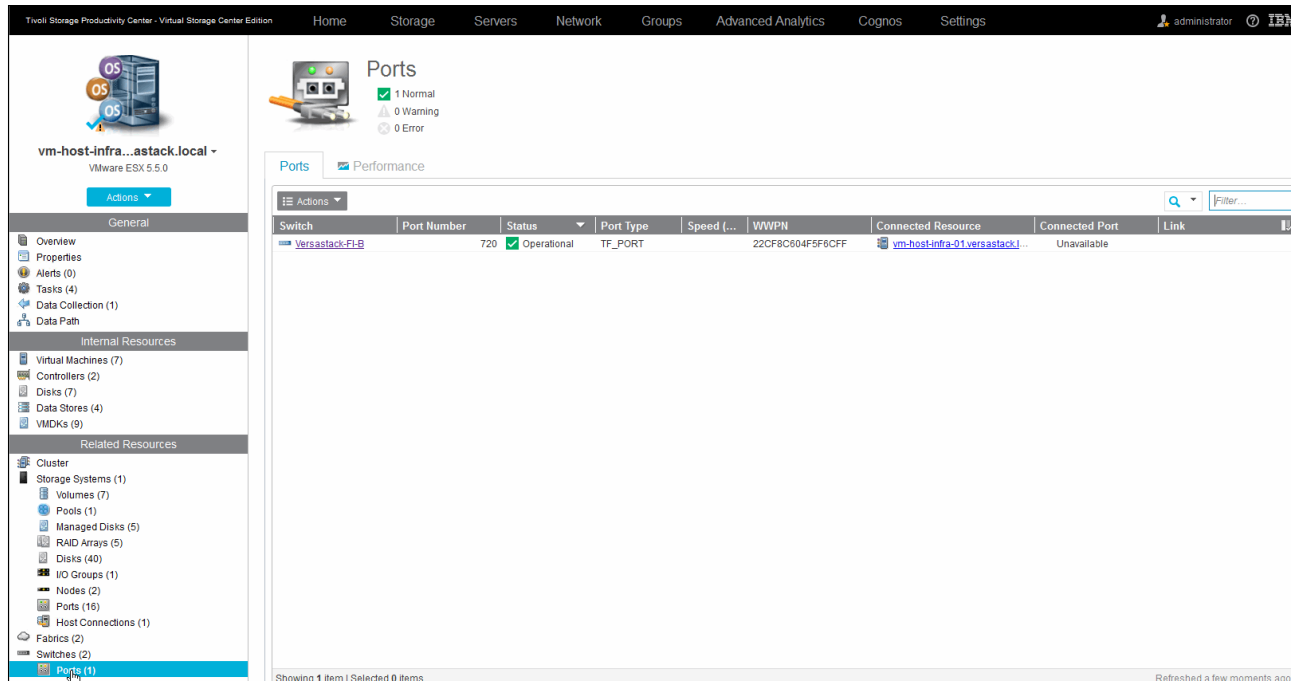 Tivoli Storage Productivity Center - Virtual Storage Center Edition Home Storage Servers Network Groups Advanced Analytics Cognos Settings administrator ? IBM
OS
OS
OS
vm-host-infra...astack.local
VMware ESX 5.5.0
Actions
General
Overview
Properties
Alerts (0)
Tasks (4)
Data Collection (1)
Data Path
Internal Resources
Virtual Machines (7)
Controllers (2)
Disks (7)
Data Stores (4)
VMDKs (9)
Related Resources
Cluster
Storage Systems (1)
Volumes (7)
Pools (1)
Managed Disks (5)
RAID Arrays (5)
Disks (40)
I/O Groups (1)
Nodes (2)
Ports (16)
Host Connections (1)
Fabrics (2)
Switches (2)
Ports (1)
Ports
1 Normal
0 Warning
0 Error
Ports Performance
Actions Filter...
Switch Port Number Status Port Type Speed (... WWPN Connected Resource Connected Port Link
Versastack-FI-B 720 Operational TF_PORT 22CF8C604F5F6CFF vm-host-infra-01.versastack.l... Unavailable
Showing 1 item | Selected 0 items Refreshed a few moments ago